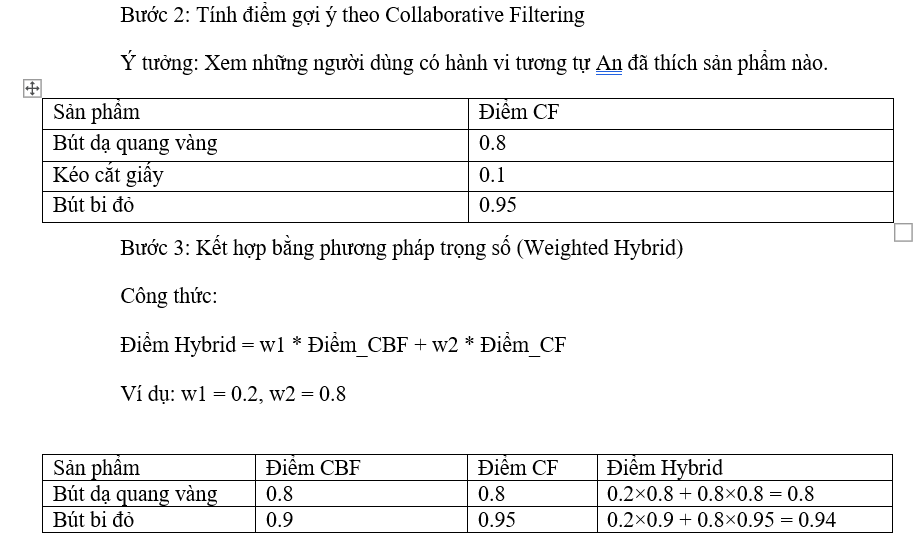 Bước 2: Tính điểm gợi ý theo Collaborative Filtering
Ý tưởng: Xem những người dùng có hành vi tương tự An đã thích sản phẩm nào.
Sản phẩm Điểm CF
Bút dạ quang vàng 0.8
Kéo cắt giấy 0.1
Bút bi đỏ 0.95
Bước 3: Kết hợp bằng phương pháp trọng số (Weighted Hybrid)
Công thức:
Điểm Hybrid = w1 * Điểm_CBF + w2 * Điểm_CF
Ví dụ: w1 = 0.2, w2 = 0.8
Sản phẩm Điểm CBF Điểm CF Điểm Hybrid
Bút dạ quang vàng 0.8 0.8 0.2×0.8 + 0.8×0.8 = 0.8
Bút bi đỏ 0.9 0.95 0.2×0.9 + 0.8×0.95 = 0.94